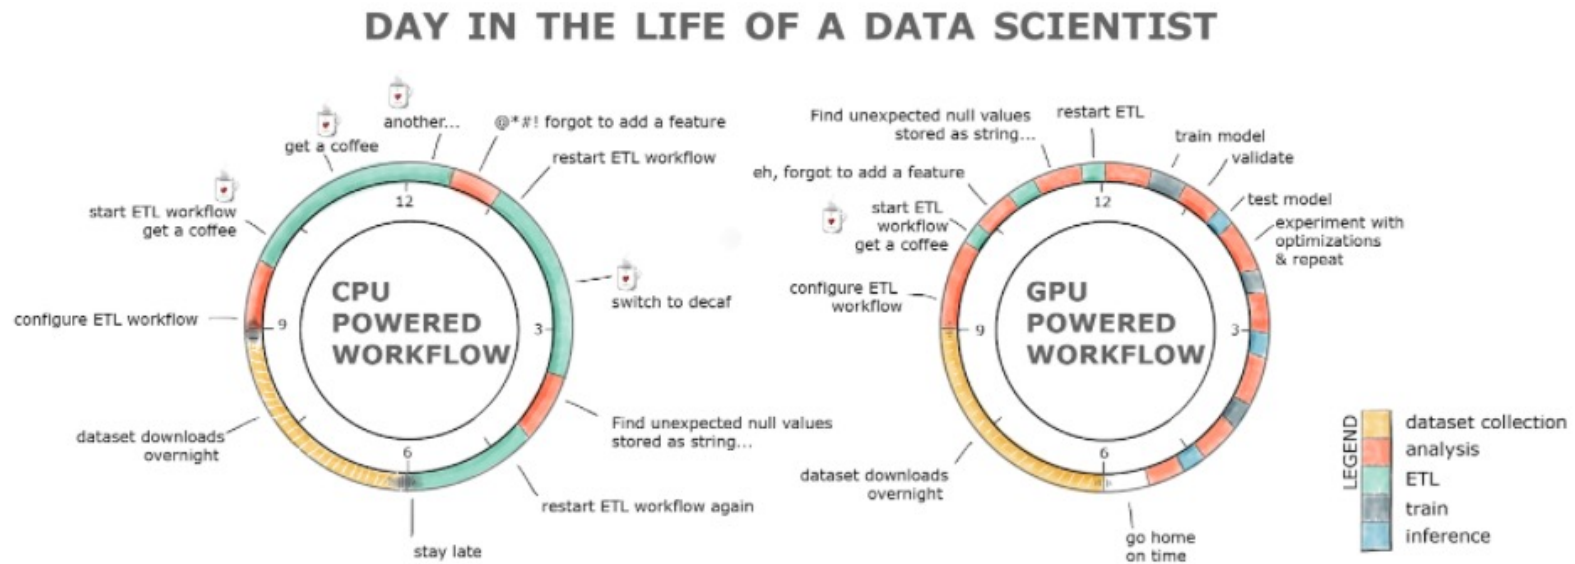 DAY IN THE LIFE OF A DATA SCIENTIST
another...
@*#! forgot to add a feature
get a coffee
restart ETL workflow
start ETL workflow
get a coffee
12
CPU
POWERED
WORKFLOW
switch to decaf
configure ETL workflow
9
3
dataset downloads
overnight
6
Find unexpected null values
stored as string...
restart ETL workflow again
stay late
Find unexpected null values
stored as string...
restart ETL
train model
validate
eh, forgot to add a feature
test model
start ETL
workflow
get a coffee
12
experiment with
optimizations
& repeat
configure ETL
workflow
GPU
POWERED
WORKFLOW
9
3
dataset downloads
overnight
6
go home
on time
LEGEND
dataset collection
analysis
ETL
train
inference